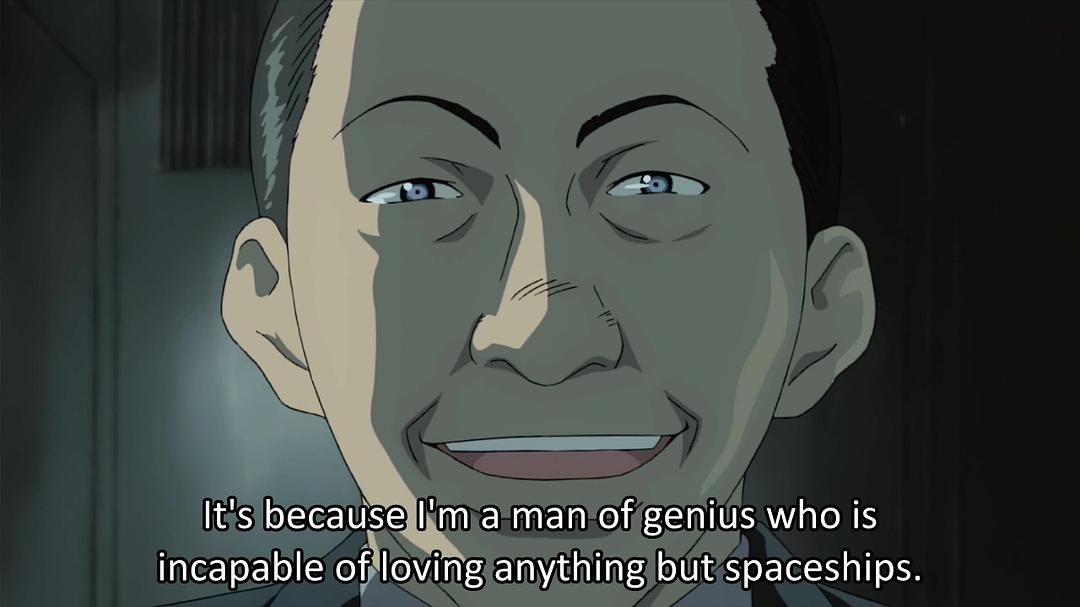 It's because I'm a man of genius who is
incapable of loving anything but spaceships.